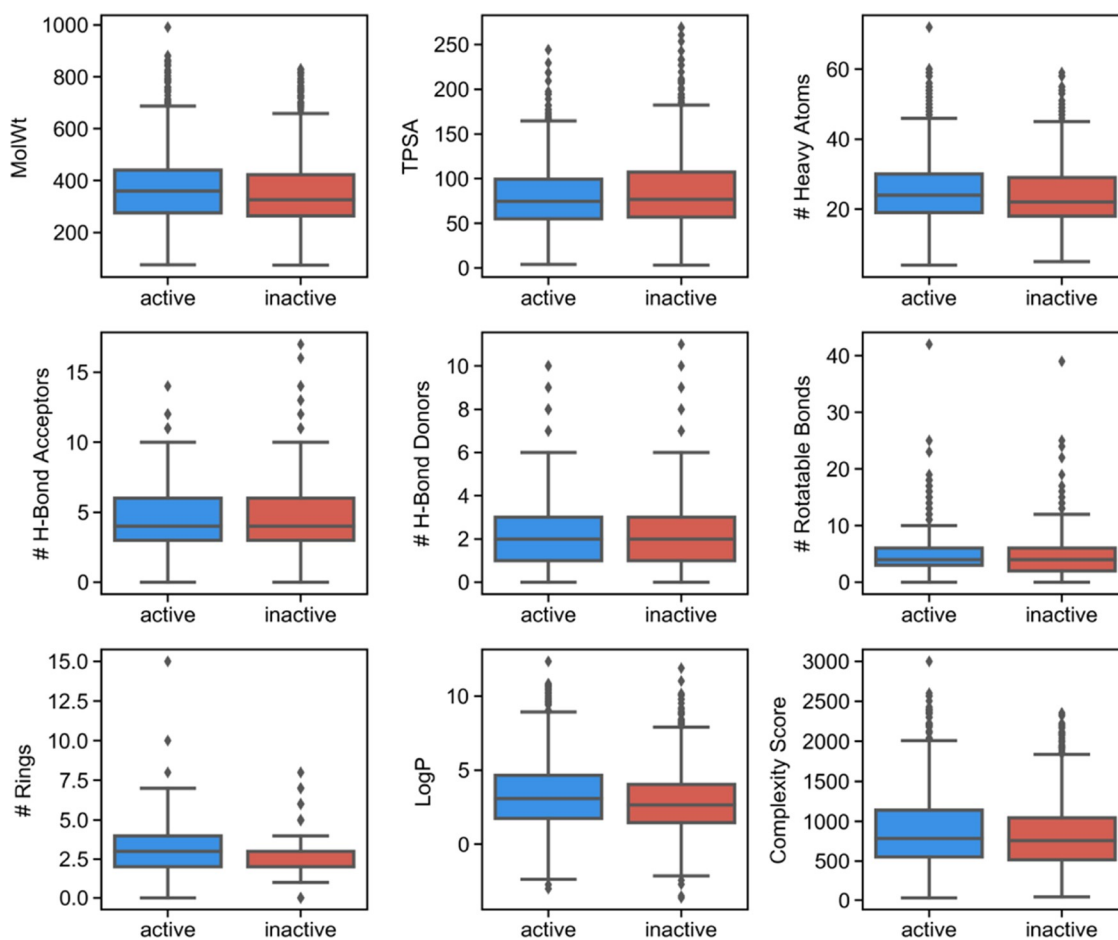 MolWt
1000
800
600
400
200
active inactive
TPSA
250
200
150
100
50
0
active inactive
# Heavy Atoms
60
40
20
active inactive
# H-Bond Acceptors
15
10
5
0
active inactive
# H-Bond Donors
10
8
6
4
2
0
active inactive
# Rotatable Bonds
40
30
20
10
0
active inactive
# Rings
15.0
12.5
10.0
7.5
5.0
2.5
0.0
active inactive
LogP
10
5
0
active inactive
Complexity Score
3000
2500
2000
1500
1000
500
0
active inactive